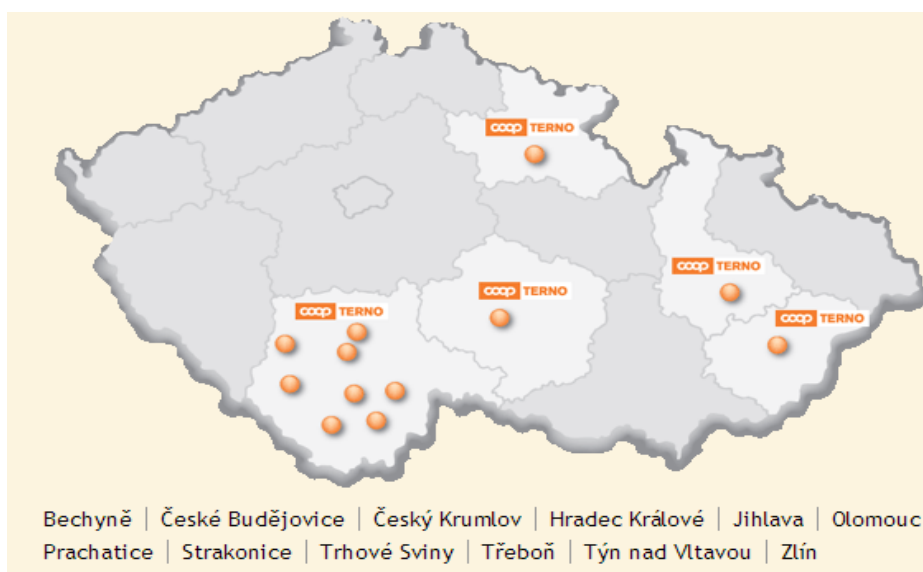 coop TERNO
coop TERNO
coop TERNO
coop TERNO
coop TERNO
Bechyně | České Budějovice | Český Krumlov | Hradec Králové | Jihlava | Olomouc
Prachatice | Strakonice | Trhové Sviny | Třeboň | Týn nad Vltavou | Zlín